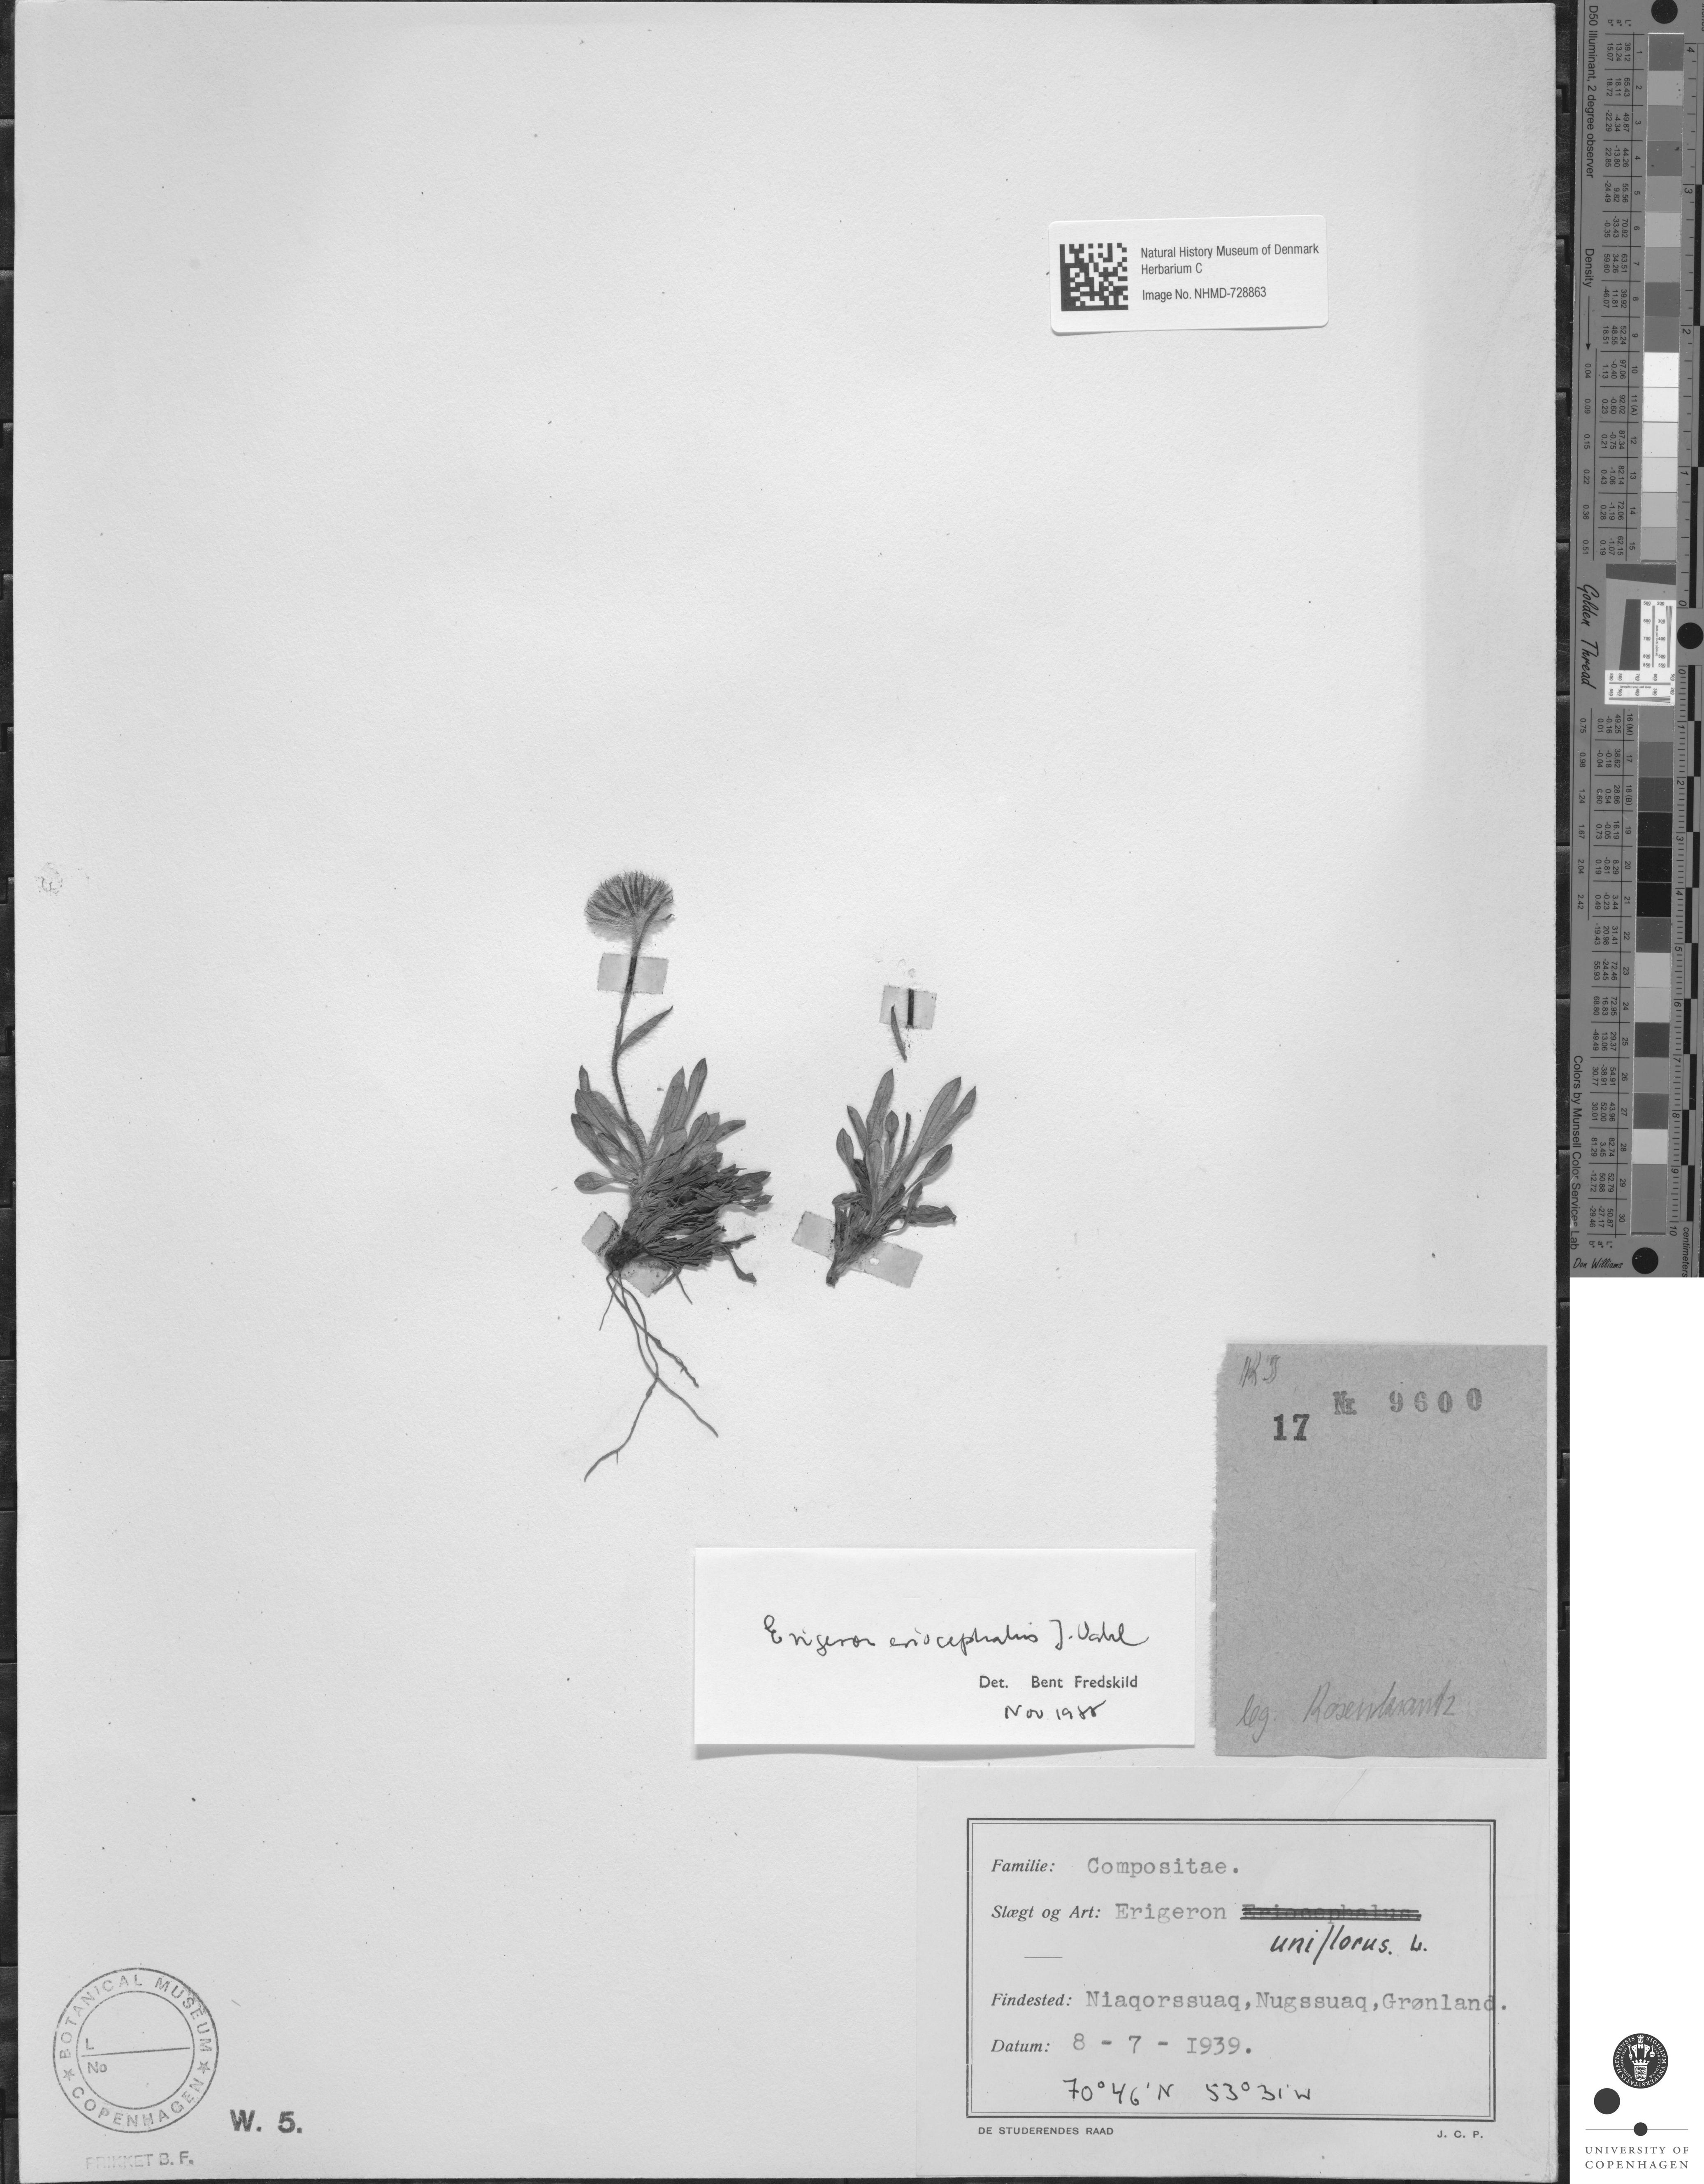 Natural History Museum of Denmark
Herbarium C
Image No. NHMD-728863
D50 Illuminant, 2 degree observer
Density
Golden Thread
Colors by Munsell Color Services Lab
Don Williams
centimeters
Nr. 9600
17
leg. Rosenkrantz
Erigeron eriocephalus J. Vahl
Det. Bent Fredskild
Nov 1988
Familie: Compositae.
Slægt og Art: Erigeron Eriocephalus.
uniflorus. L.
Findested: Niaqorssuaq,Nugssuaq,Grønland.
Datum: 8 - 7 - I939.
70°46'N 53°31'W
DE STUDERENDES RAAD
J. C. P.
BOTANICAL MUSEUM
L
No
COPENHAGEN
W. 5.
PRIKKET B. F.
UNIVERSITY OF
COPENHAGEN